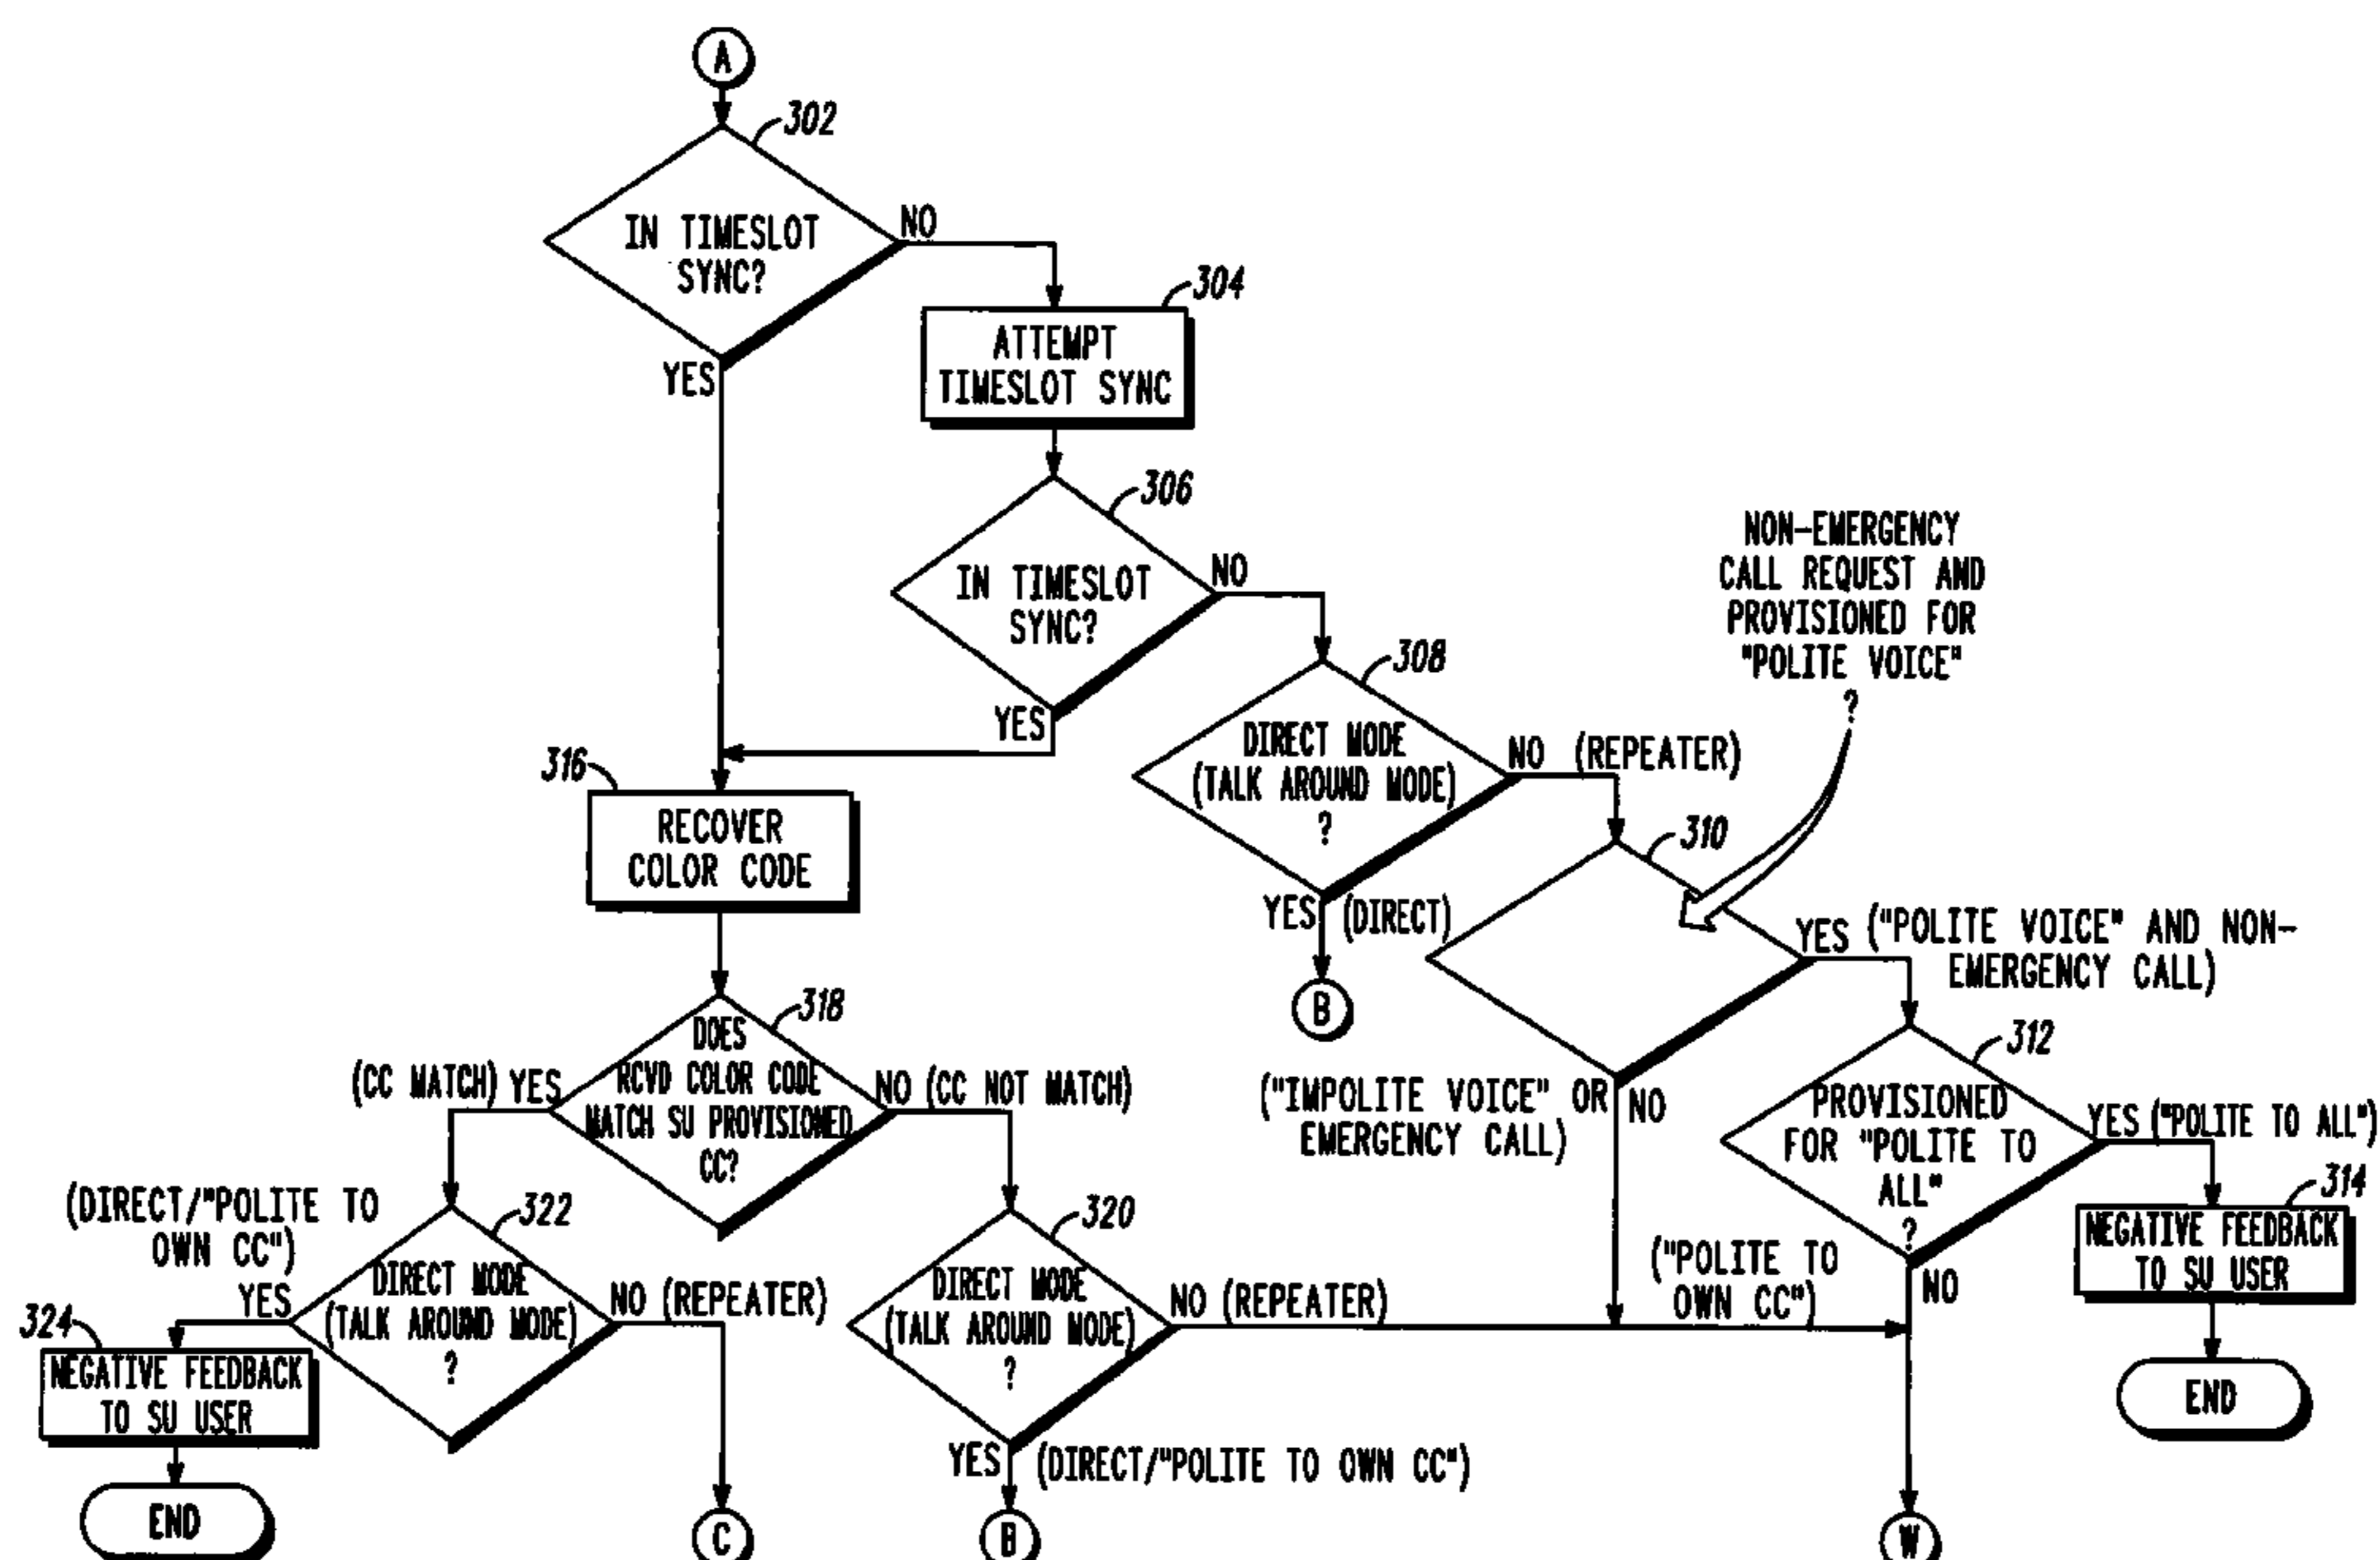 A
302
IN TIMESLOT
SYNC?
NO
YES
304
ATTEMPT
TIMESLOT SYNC
306
IN TIMESLOT
SYNC?
NO
YES
308
DIRECT MODE
(TALK AROUND MODE)
?
NO (REPEATER)
YES (DIRECT)
B
NON-EMERGENCY
CALL REQUEST AND
PROVISIONED FOR
"POLITE VOICE"
?
310
YES ("POLITE VOICE" AND NON-
EMERGENCY CALL)
("IMPOLITE VOICE" OR
EMERGENCY CALL)
NO
312
PROVISIONED
FOR "POLITE TO
ALL"
?
YES ("POLITE TO ALL")
NO
("POLITE TO
OWN CC")
314
NEGATIVE FEEDBACK
TO SU USER
END
316
RECOVER
COLOR CODE
318
DOES
RCVD COLOR CODE
MATCH SU PROVISIONED
CC?
(CC MATCH) YES
NO (CC NOT MATCH)
(DIRECT/"POLITE TO
OWN CC")
YES
322
DIRECT MODE
(TALK AROUND MODE)
?
NO (REPEATER)
320
DIRECT MODE
(TALK AROUND MODE)
?
NO (REPEATER)
YES (DIRECT/"POLITE TO OWN CC")
324
NEGATIVE FEEDBACK
TO SU USER
END
C
B
W